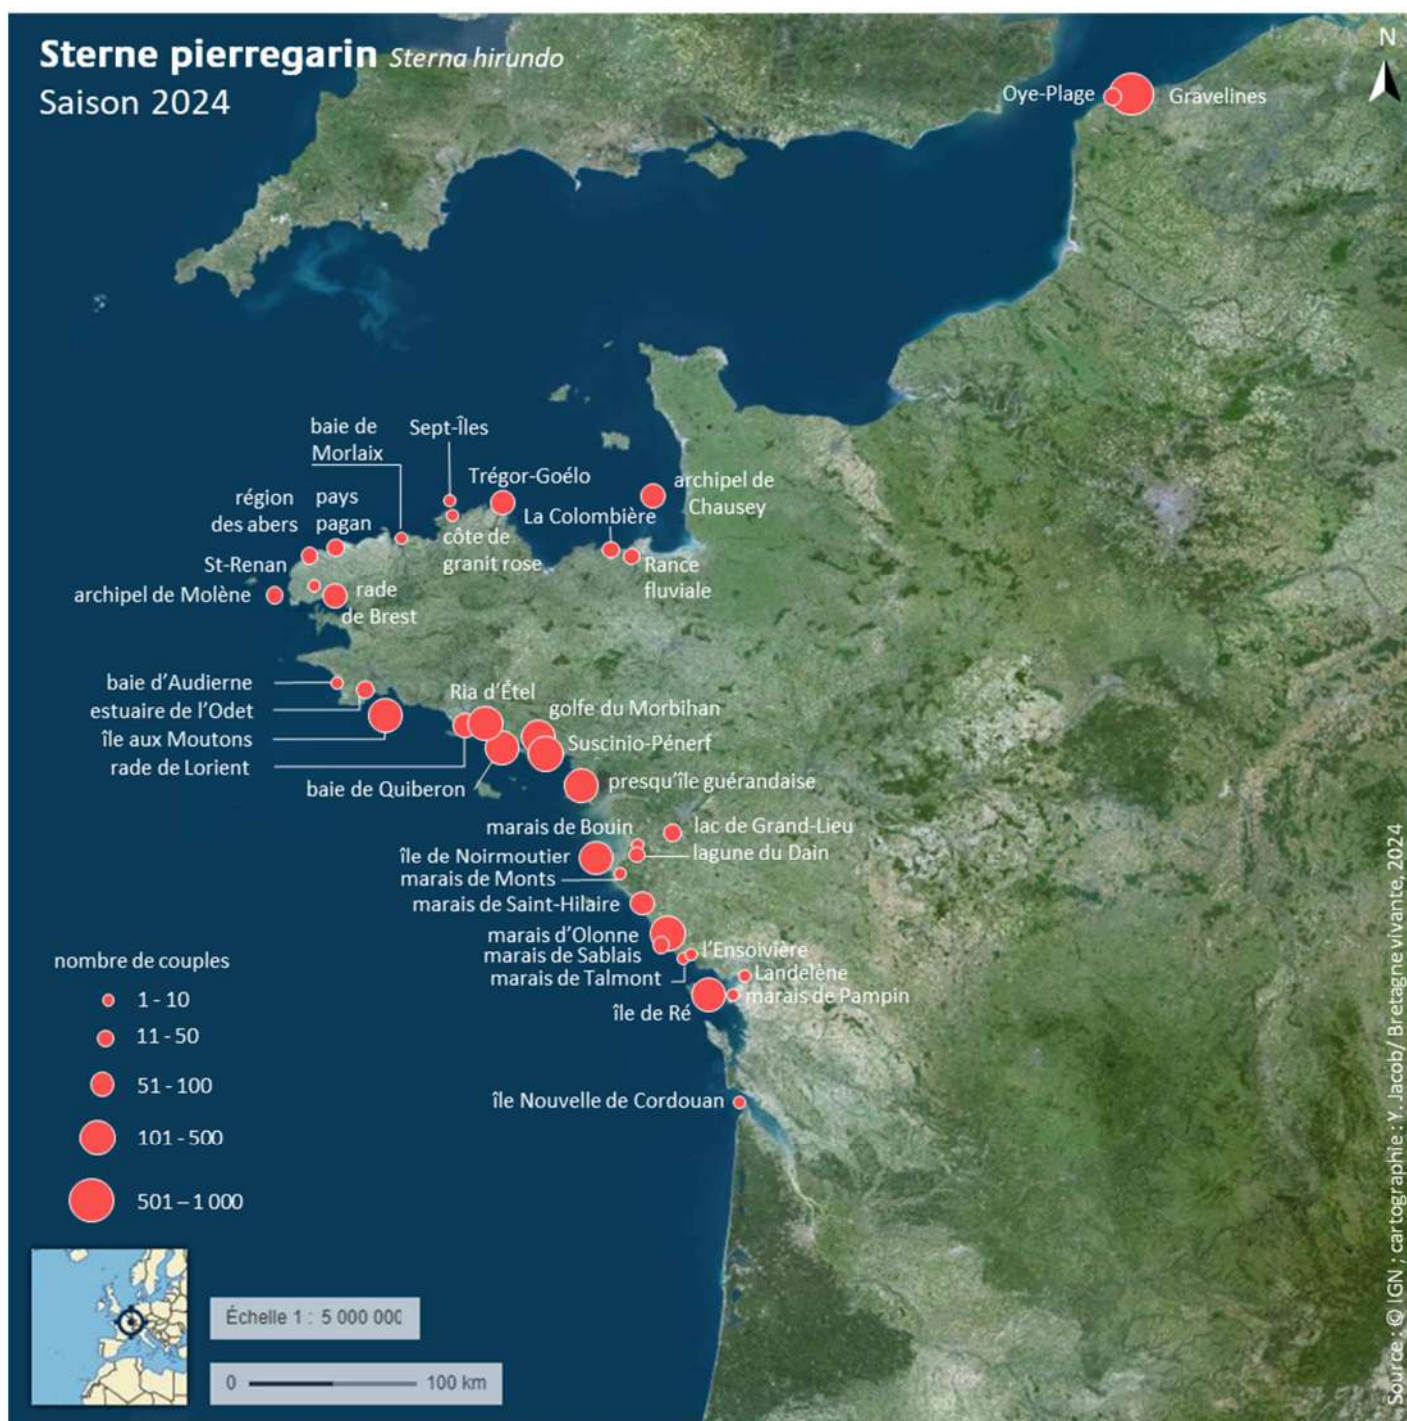 Sterne pierregarin Sterna hirundo
Saison 2024
N
Oye-Plage
Gravelines
baie de
Morlaix
Sept-Îles
Trégor-Goélo
archipel de
Chausey
région
des abers
pays
pagan
La Colombière
côte de
granit rose
St-Renan
Rance
fluviale
archipel de Molène
rade
de Brest
baie d'Audierne
estuaire de l'Odet
île aux Moutons
rade de Lorient
Ria d'Étel
golfe du Morbihan
Suscinio-Pénerf
baie de Quiberon
presqu'île guérandaise
marais de Bouin
lac de Grand-Lieu
île de Noirmoutier
lagune du Dain
marais de Monts
marais de Saint-Hilaire
marais d'Olonne
marais de Sablais
l'Ensoivière
marais de Talmont
Landelène
marais de Pampin
île de Ré
île Nouvelle de Cordouan
nombre de couples
1 - 10
11 - 50
51 - 100
101 - 500
501 – 1 000
Échelle 1 : 5 000 000
0 100 km
Source : © IGN ; cartographie : Y. Jacob/ Bretagne vivante, 2024